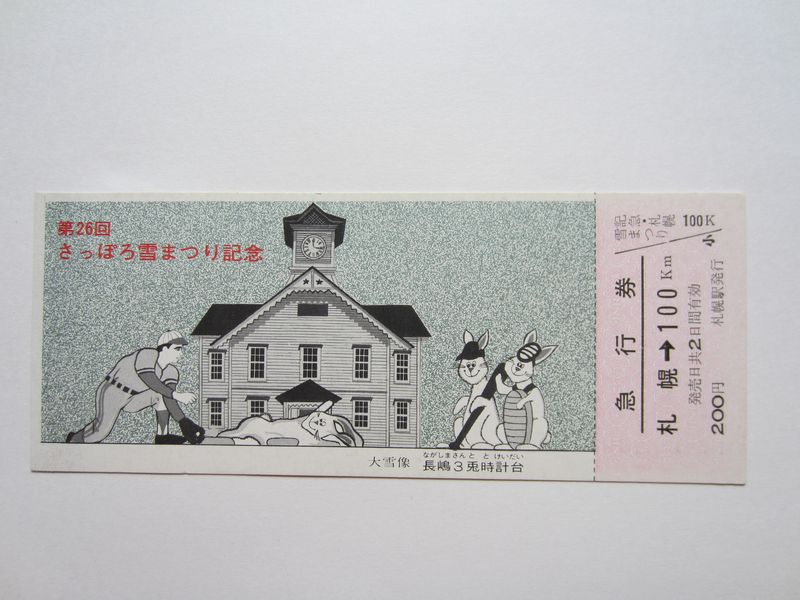 第26回
さっぽろ雪まつり記念
大雪像
ながしまさんと と けいだい
長嶋3兎時計台
記急・札幌
雪まつり
100K
小
急行券
札幌→100Km
発売日共2日間有効
200円
札幌駅発行